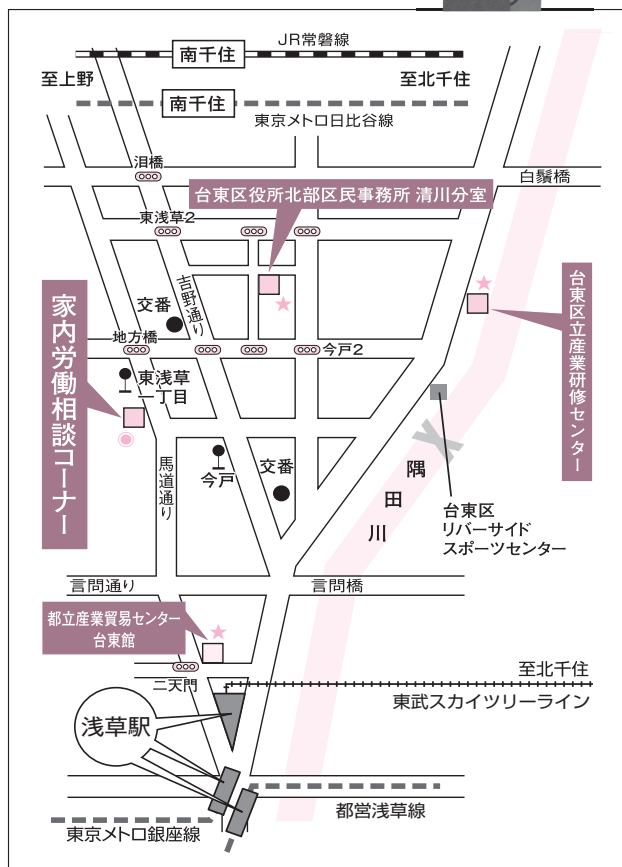 JR常磐線
南千住
至上野
至北千住
南千住
東京メトロ日比谷線
泪橋
白鬚橋
台東区役所北部区民事務所 清川分室
東浅草2
吉野通り
台東区立産業研修センター
家内労働相談コーナー
交番
地方橋
今戸2
東浅草
一丁目
馬道通り
今戸
交番
隅田川
台東区
リバーサイド
スポーツセンター
言問通り
言問橋
都立産業貿易センター
台東館
二天門
至北千住
東武スカイツリーライン
浅草駅
都営浅草線
東京メトロ銀座線